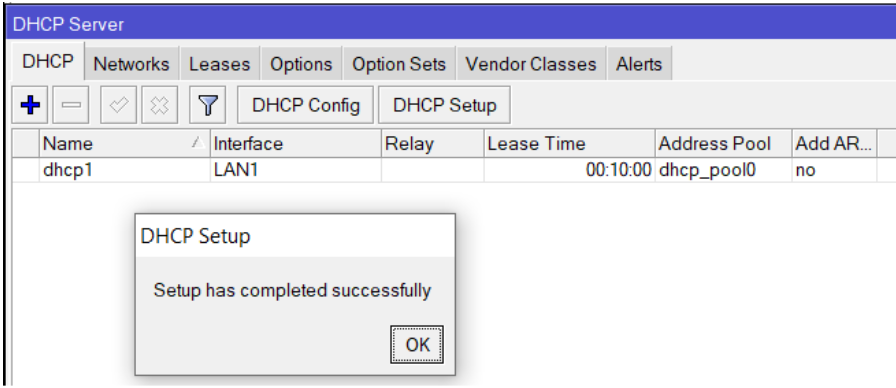 DHCP Server
DHCP Networks Leases Options Option Sets Vendor Classes Alerts
DHCP Config DHCP Setup
Name Interface Relay Lease Time Address Pool Add AR...
dhcp1 LAN1 00:10:00 dhcp_pool0 no
DHCP Setup
Setup has completed successfully
OK